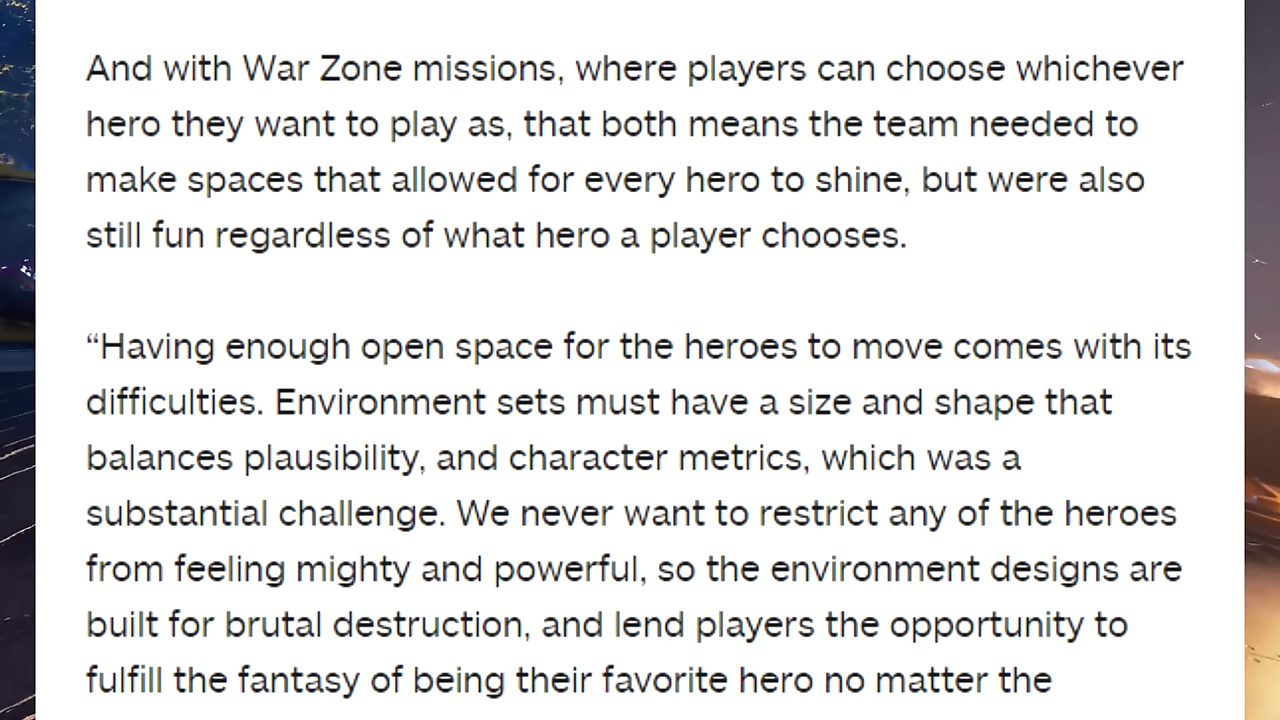 And with War Zone missions, where players can choose whichever
hero they want to play as, that both means the team needed to
make spaces that allowed for every hero to shine, but were also
still fun regardless of what hero a player chooses.
“Having enough open space for the heroes to move comes with its
difficulties. Environment sets must have a size and shape that
balances plausibility, and character metrics, which was a
substantial challenge. We never want to restrict any of the heroes
from feeling mighty and powerful, so the environment designs are
built for brutal destruction, and lend players the opportunity to
fulfill the fantasy of being their favorite hero no matter the